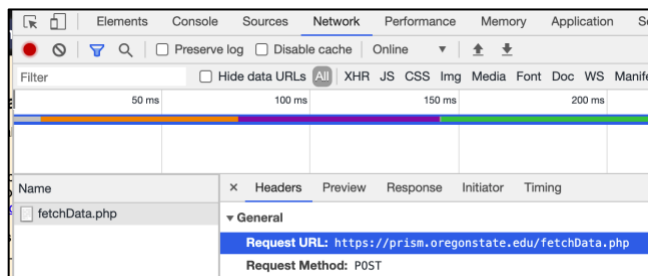 Elements Console Sources Network Performance Memory Application
Preserve log Disable cache Online
Filter Hide data URLs All XHR JS CSS Img Media Font Doc WS
50 ms 100 ms 150 ms 200 ms
Name Headers Preview Response Initiator Timing
fetchData.php
General
Request URL: https://prism.oregonstate.edu/fetchData.php
Request Method: POST